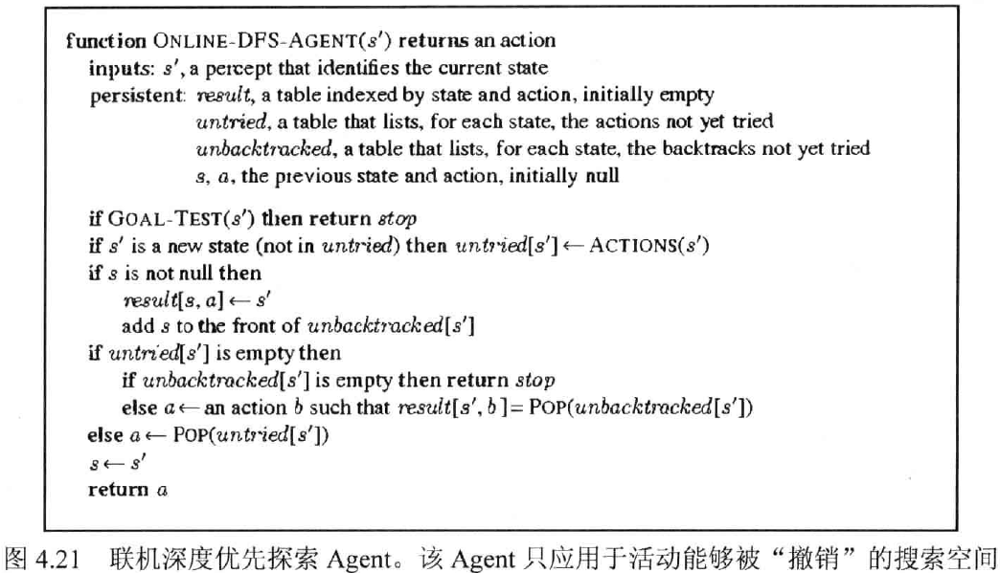 function ONLINE-DFS-AGENT(s′) returns an action
inputs: s′, a percept that identifies the current state
persistent: result, a table indexed by state and action, initially empty
untried, a table that lists, for each state, the actions not yet tried
unbacktracked, a table that lists, for each state, the backtracks not yet tried
s, a, the previous state and action, initially null
if GOAL-TEST(s′) then return stop
if s′ is a new state (not in untried) then untried[s′] ← ACTIONS(s′)
if s is not null then
result[s, a] ← s′
add s to the front of unbacktracked[s′]
if untried[s′] is empty then
if unbacktracked[s′] is empty then return stop
else a ← an action b such that result[s′, b] = POP(unbacktracked[s′])
else a ← POP(untried[s′])
s ← s′
return a
图 4.21 联机深度优先探索 Agent。该 Agent 只应用于活动能够被“撤销”的搜索空间